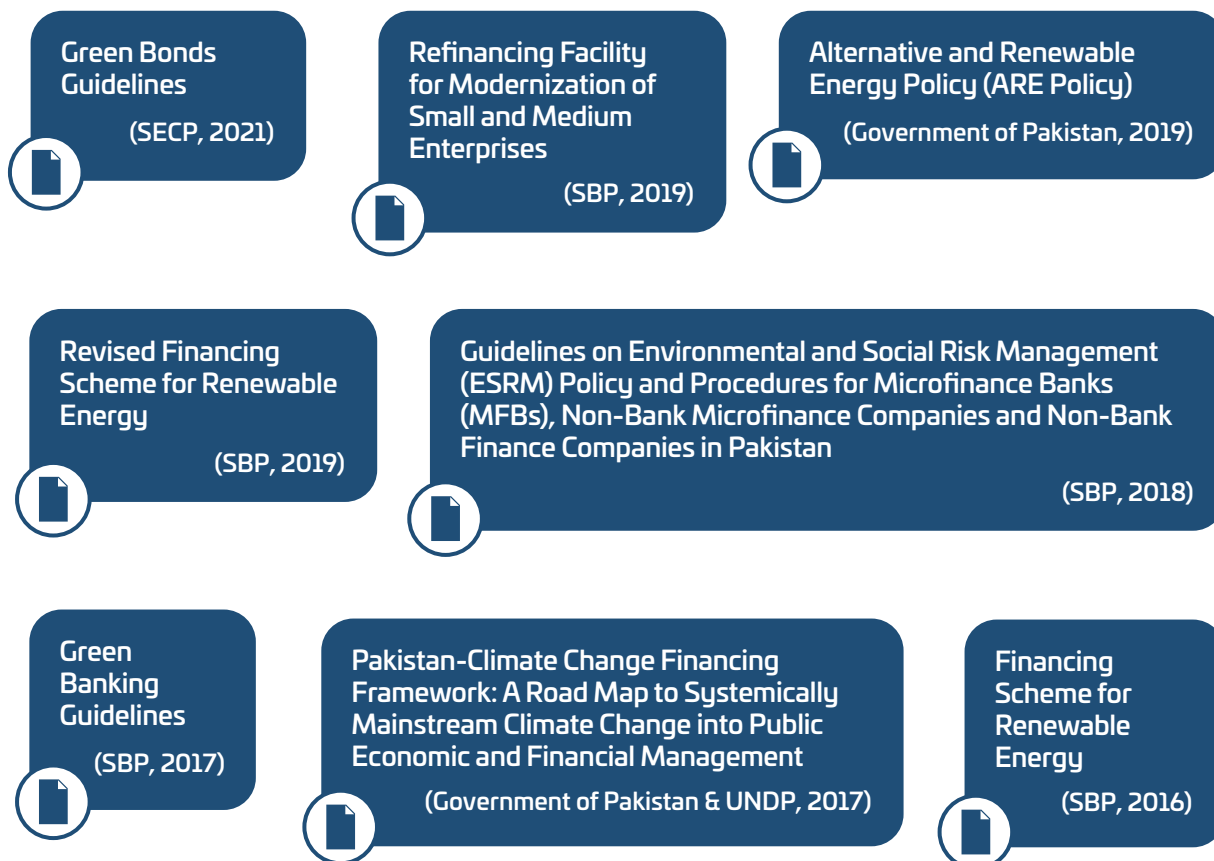 Green Bonds
Guidelines
(SECP, 2021)
Refinancing Facility
for Modernization of
Small and Medium
Enterprises
(SBP, 2019)
Alternative and Renewable
Energy Policy (ARE Policy)
(Government of Pakistan, 2019)
Revised Financing
Scheme for Renewable
Energy
(SBP, 2019)
Guidelines on Environmental and Social Risk Management
(ESRM) Policy and Procedures for Microfinance Banks
(MFBs), Non-Bank Microfinance Companies and Non-Bank
Finance Companies in Pakistan
(SBP, 2018)
Green
Banking
Guidelines
(SBP, 2017)
Pakistan-Climate Change Financing
Framework: A Road Map to Systemically
Mainstream Climate Change into Public
Economic and Financial Management
(Government of Pakistan & UNDP, 2017)
Financing
Scheme for
Renewable
Energy
(SBP, 2016)